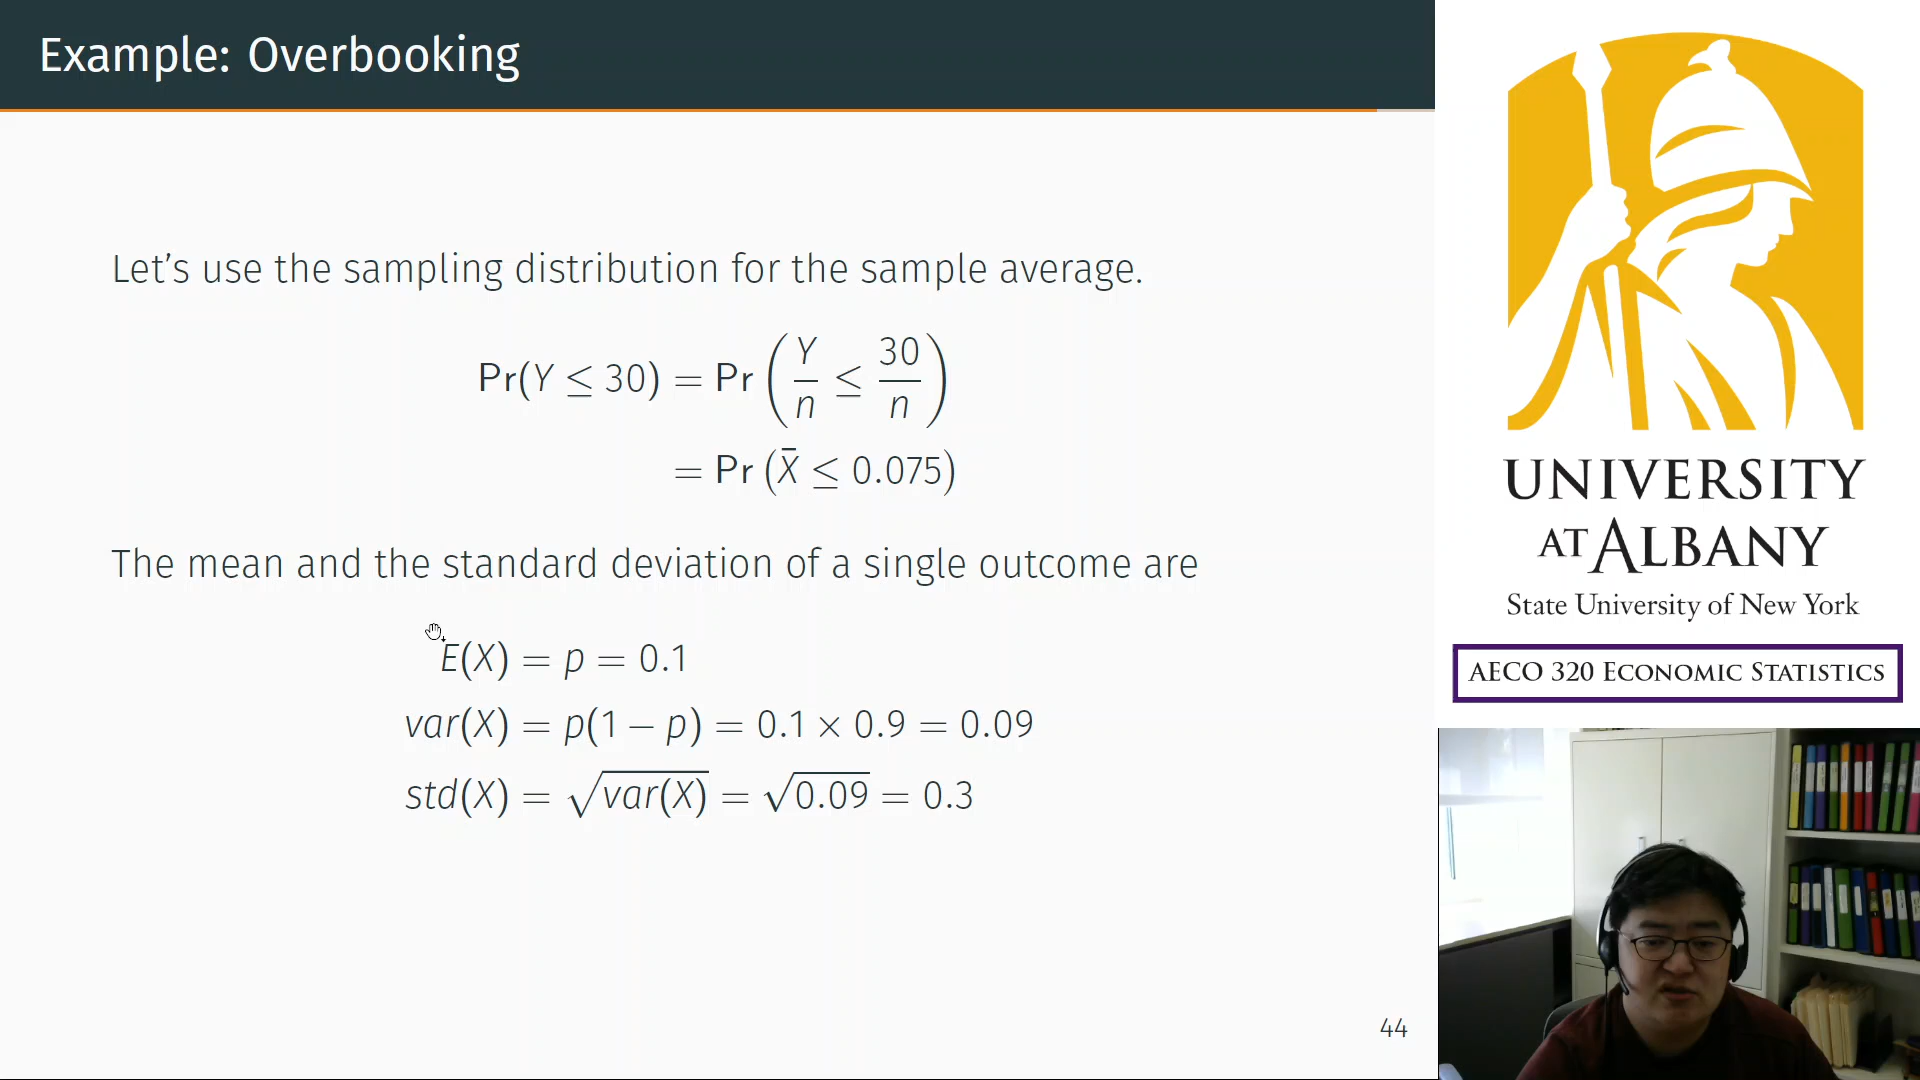 Example: Overbooking
Let's use the sampling distribution for the sample average.
Pr(Y ≤ 30) = Pr (Y/n ≤ 30/n)
= Pr (X̄ ≤ 0.075)
The mean and the standard deviation of a single outcome are
E(X) = p = 0.1
var(X) = p(1 − p) = 0.1 × 0.9 = 0.09
std(X) = √var(X) = √0.09 = 0.3
44
UNIVERSITY
AT ALBANY
State University of New York
AECO 320 ECONOMIC STATISTICS